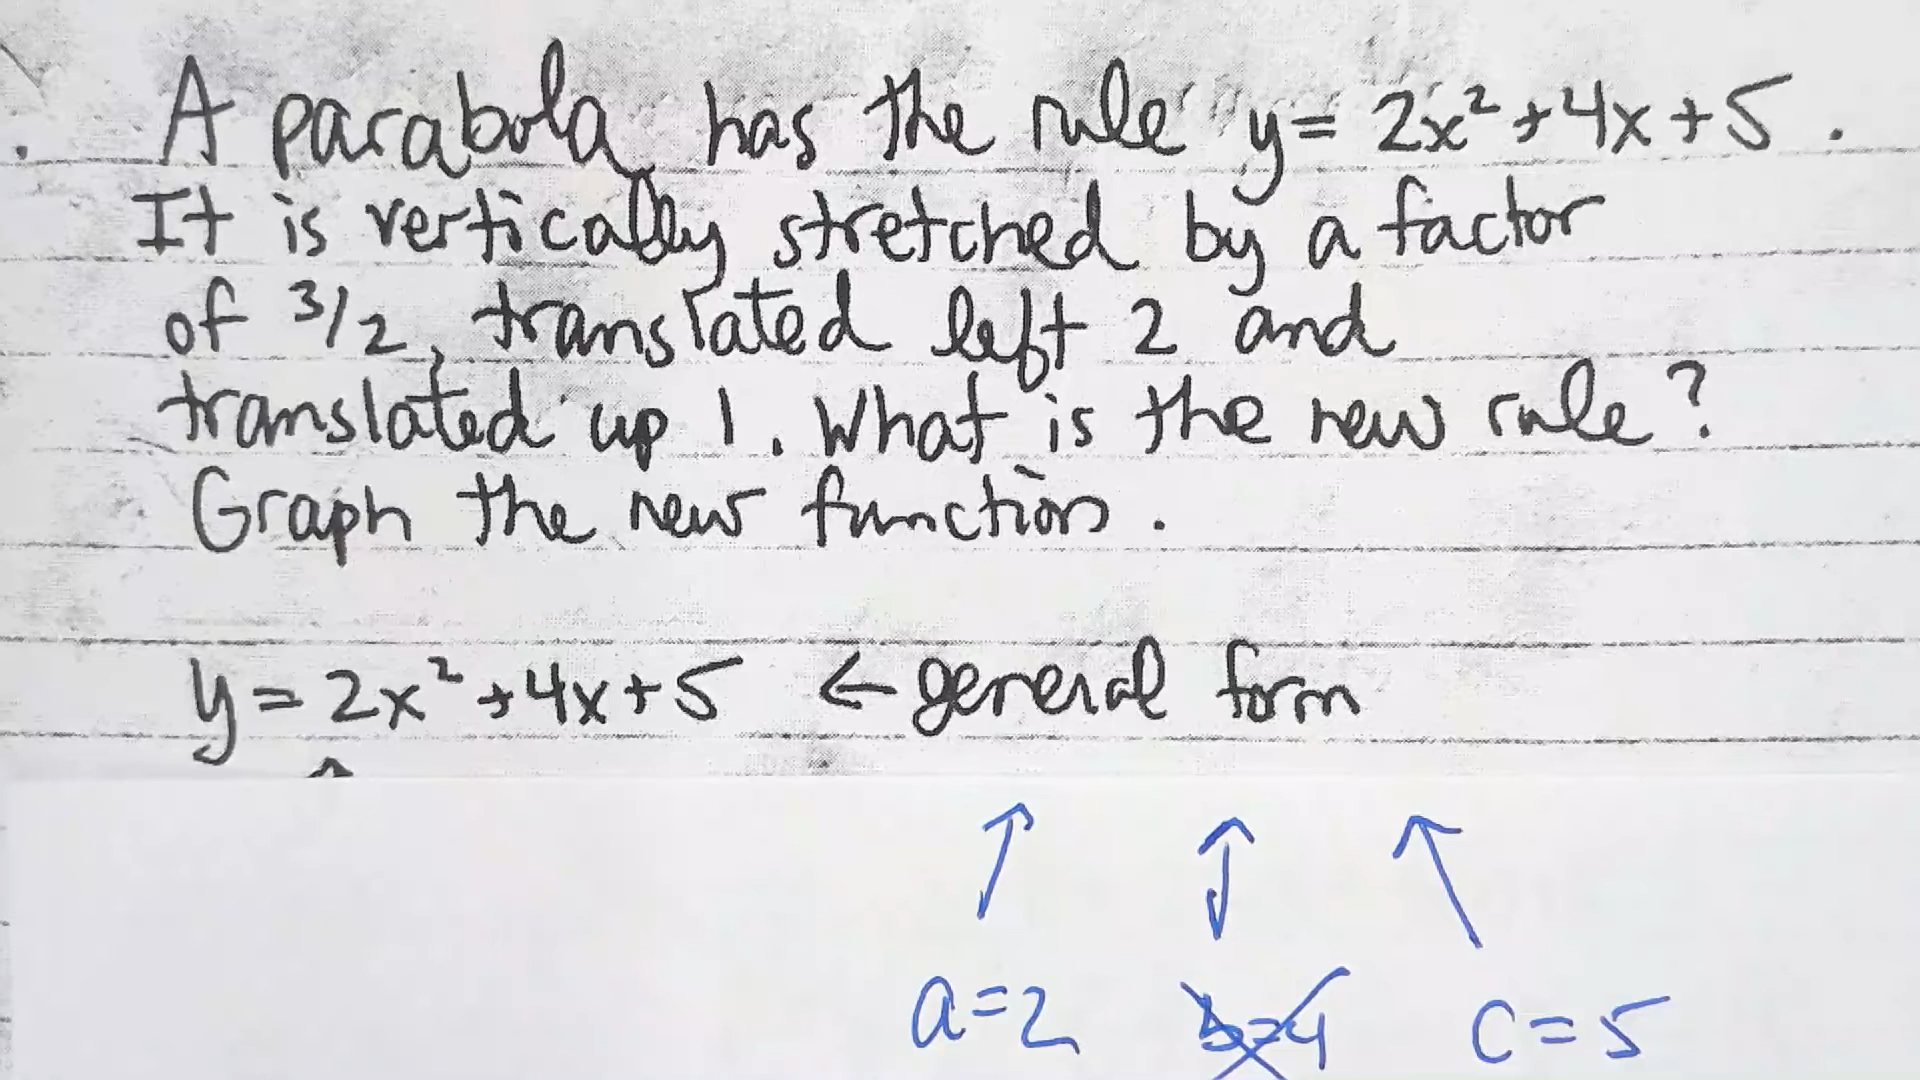 A parabola has the rule y = 2x² + 4x + 5 .
It is vertically stretched by a factor
of 3/2, translated left 2 and
translated up 1. What is the new rule?
Graph the new function.
y = 2x² + 4x + 5 ← general form
a=2 b=4 c=5